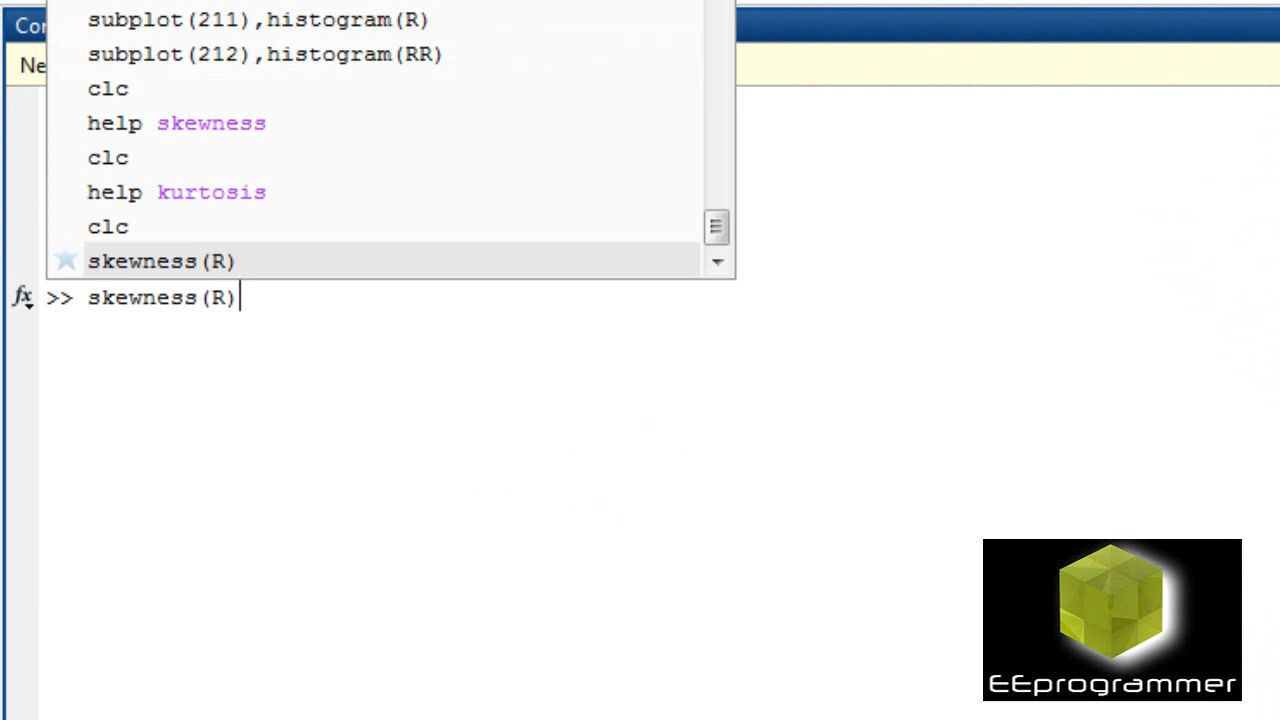 Co
subplot(211),histogram(R)
subplot(212),histogram(RR)
Ne
clc
help skewness
clc
help kurtosis
clc
skewness(R)
fx >> skewness(R)
EEprogrammer